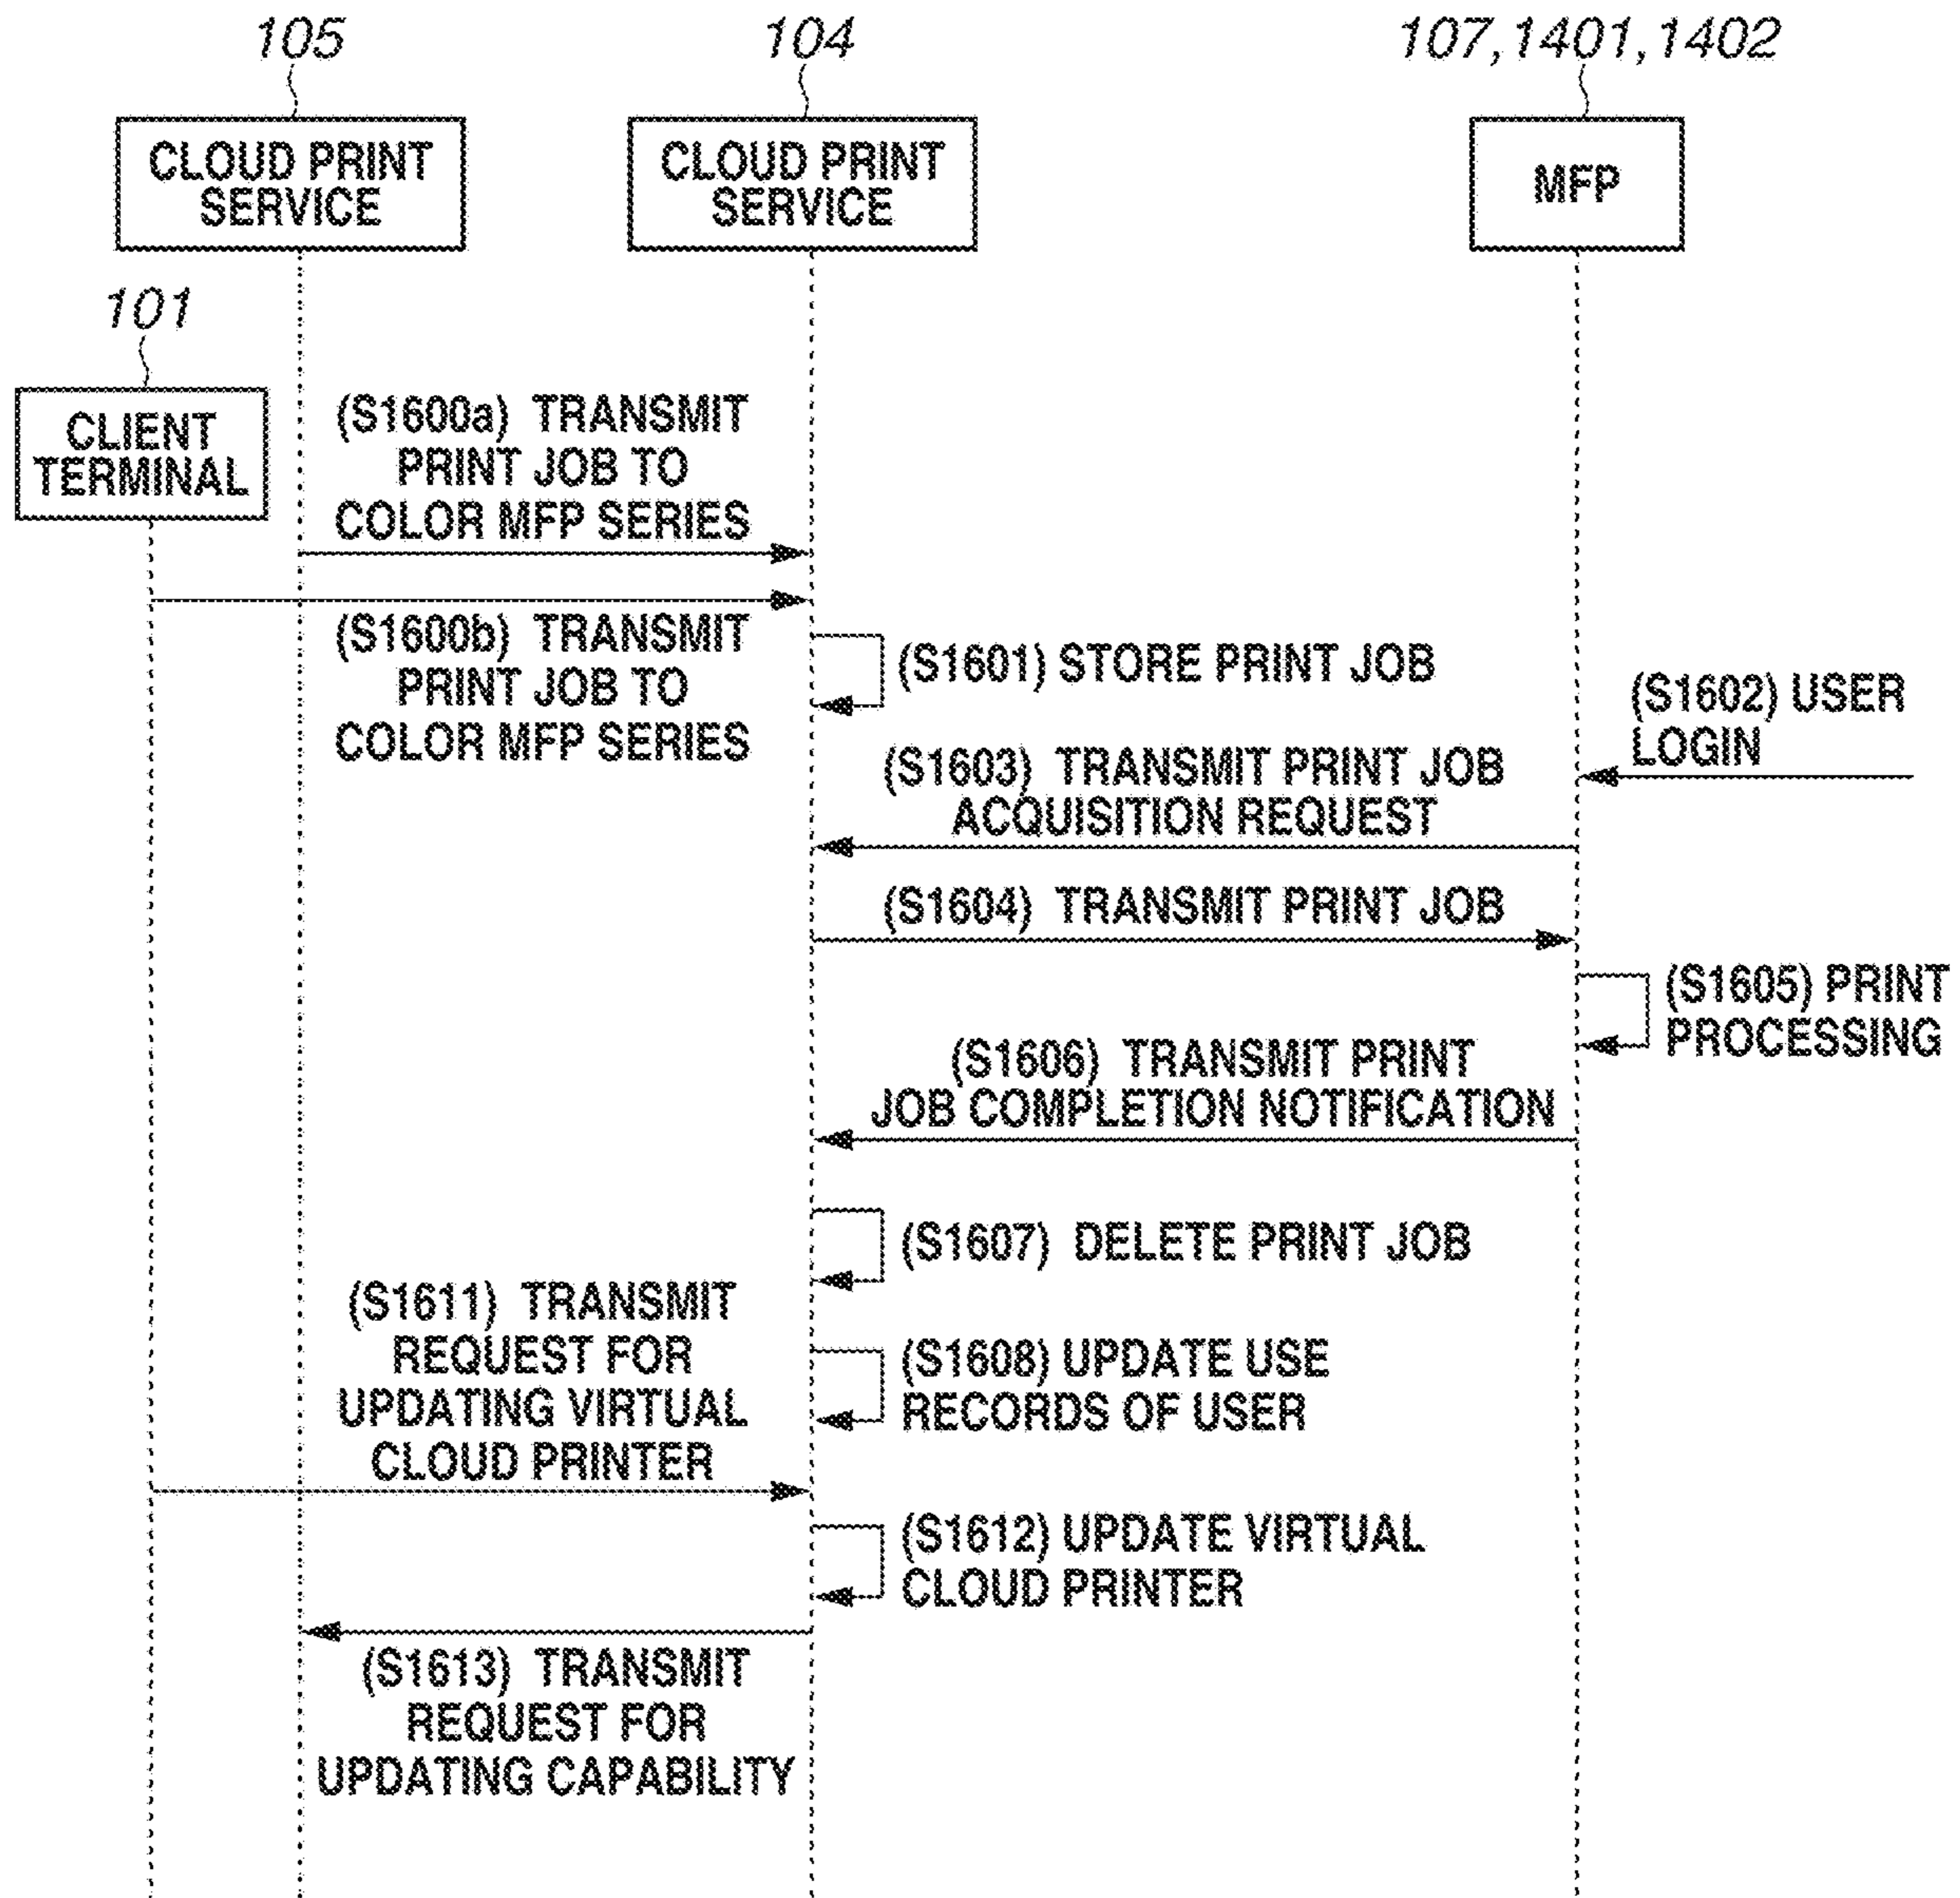 105
104
107,1401,1402
CLOUD PRINT
SERVICE
CLOUD PRINT
SERVICE
MFP
101
CLIENT
TERMINAL
(S1600a) TRANSMIT
PRINT JOB TO
COLOR MFP SERIES
(S1600b) TRANSMIT
PRINT JOB TO
COLOR MFP SERIES
(S1601) STORE PRINT JOB
(S1602) USER
LOGIN
(S1603) TRANSMIT PRINT JOB
ACQUISITION REQUEST
(S1604) TRANSMIT PRINT JOB
(S1605) PRINT
PROCESSING
(S1606) TRANSMIT PRINT
JOB COMPLETION NOTIFICATION
(S1607) DELETE PRINT JOB
(S1611) TRANSMIT
REQUEST FOR
UPDATING VIRTUAL
CLOUD PRINTER
(S1608) UPDATE USE
RECORDS OF USER
(S1612) UPDATE VIRTUAL
CLOUD PRINTER
(S1613) TRANSMIT
REQUEST FOR
UPDATING CAPABILITY